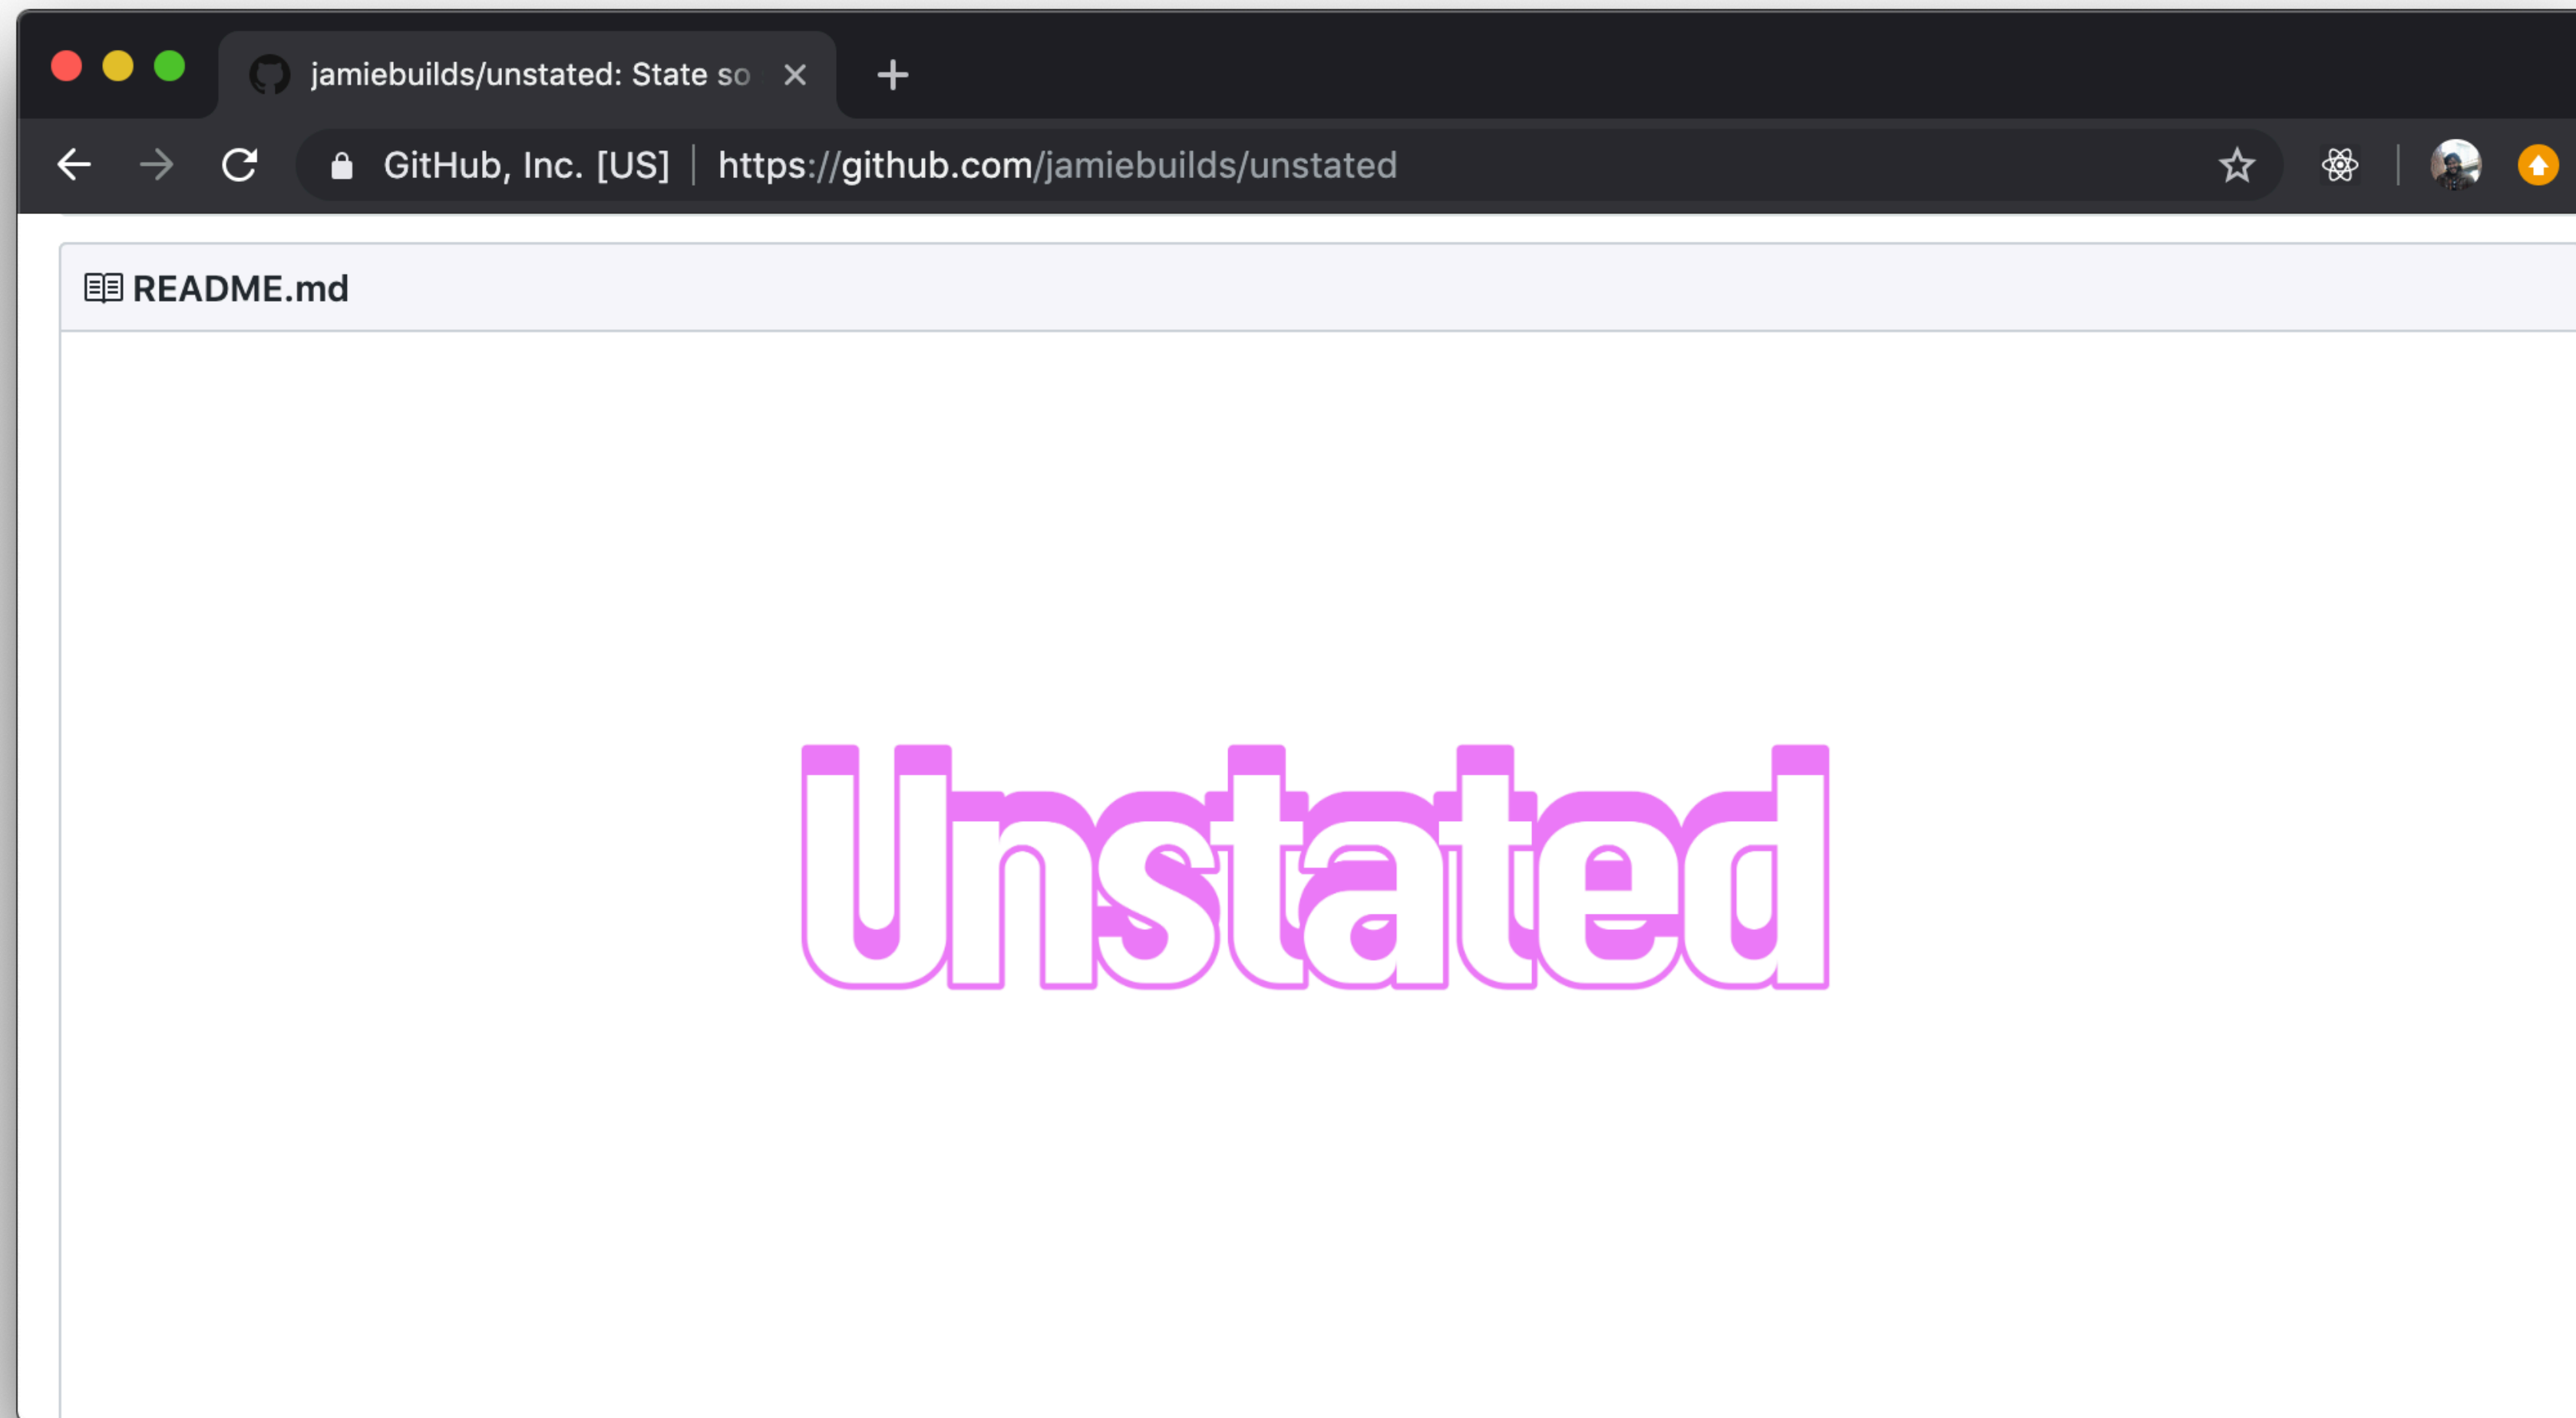 jamiebuilds/unstated: State so
GitHub, Inc. [US] | https://github.com/jamiebuilds/unstated
README.md
Unstated